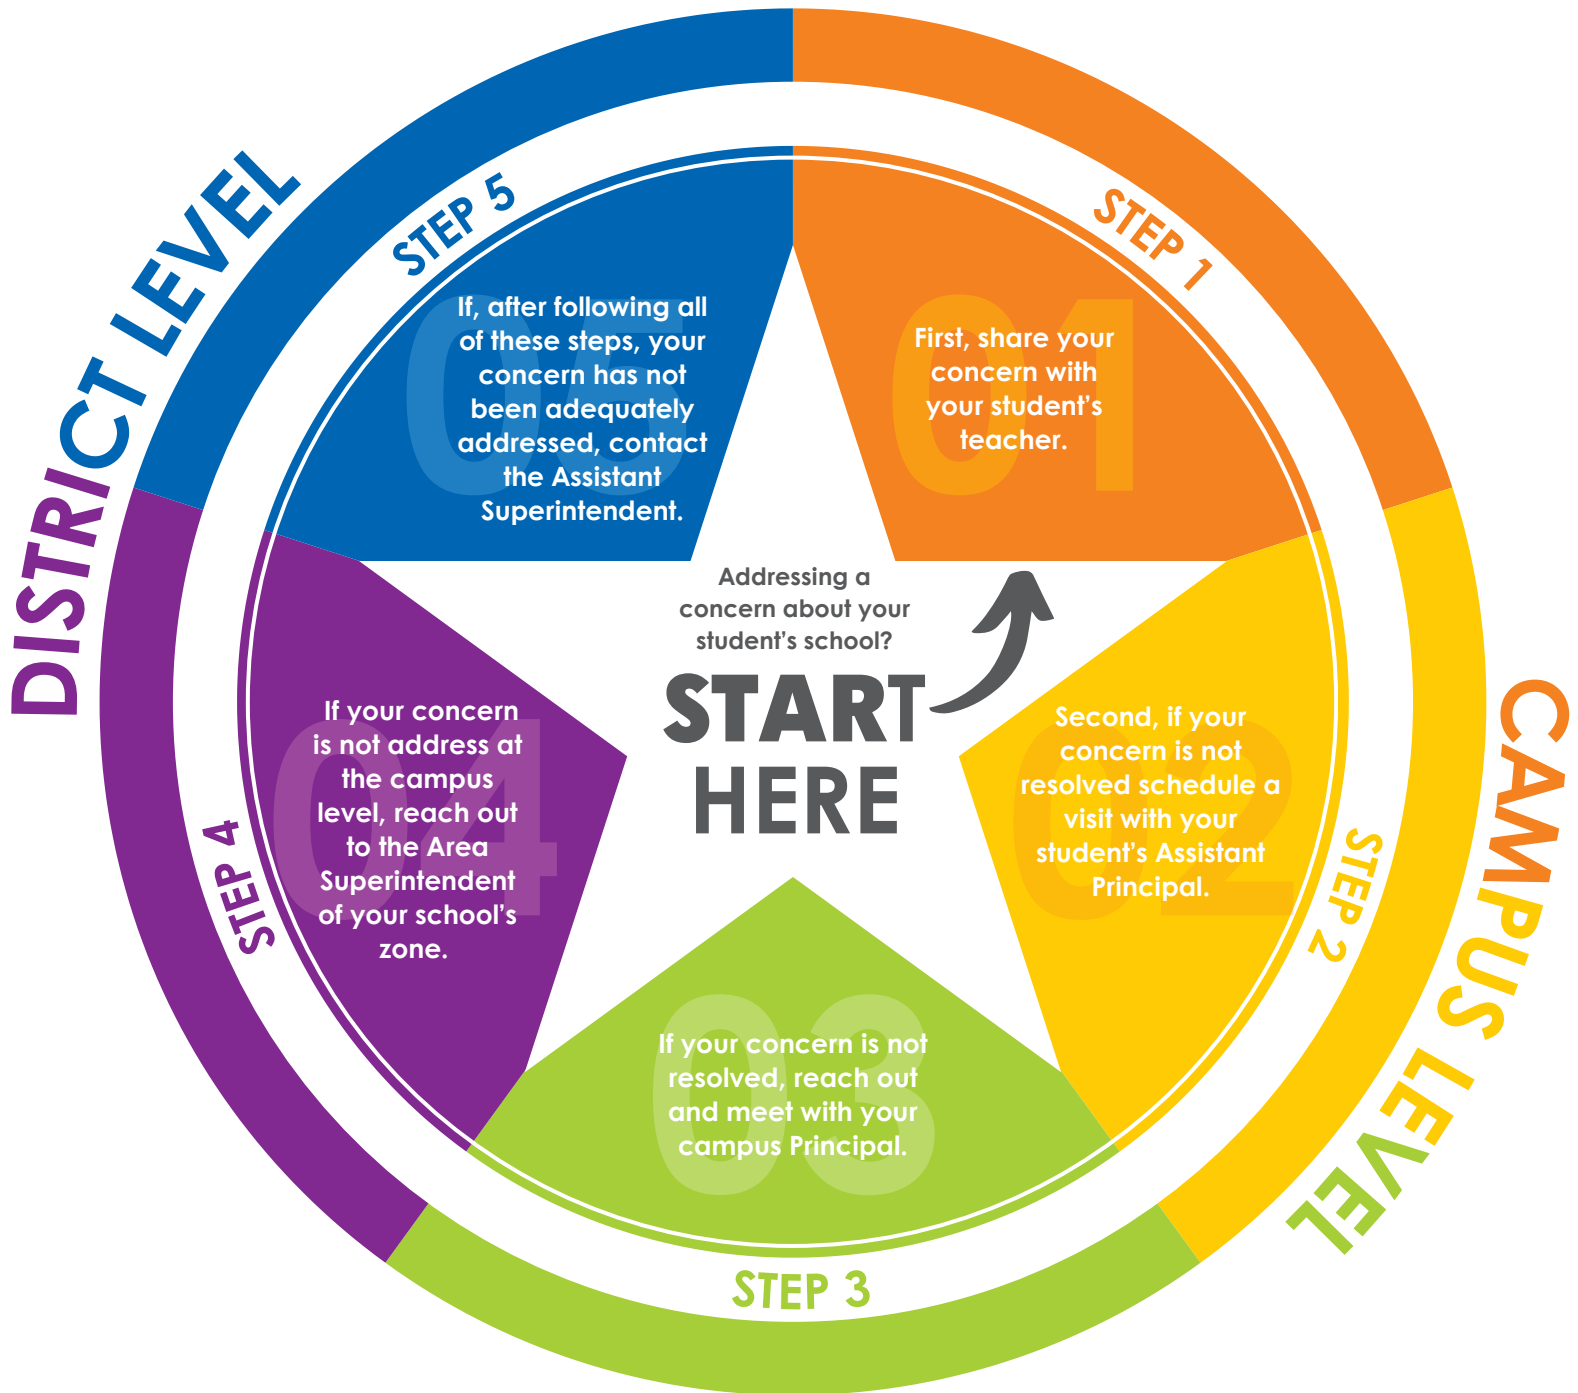 Addressing a
concern about your
student's school?
START
HERE
CAMPUS LEVEL
STEP 1
01
First, share your
concern with
your student's
teacher.
STEP 2
02
Second, if your
concern is not
resolved schedule a
visit with your
student's Assistant
Principal.
STEP 3
03
If your concern is not
resolved, reach out
and meet with your
campus Principal.
DISTRICT LEVEL
STEP 4
04
If your concern
is not address at
the campus
level, reach out
to the Area
Superintendent
of your school's
zone.
STEP 5
05
If, after following all
of these steps, your
concern has not
been adequately
addressed, contact
the Assistant
Superintendent.